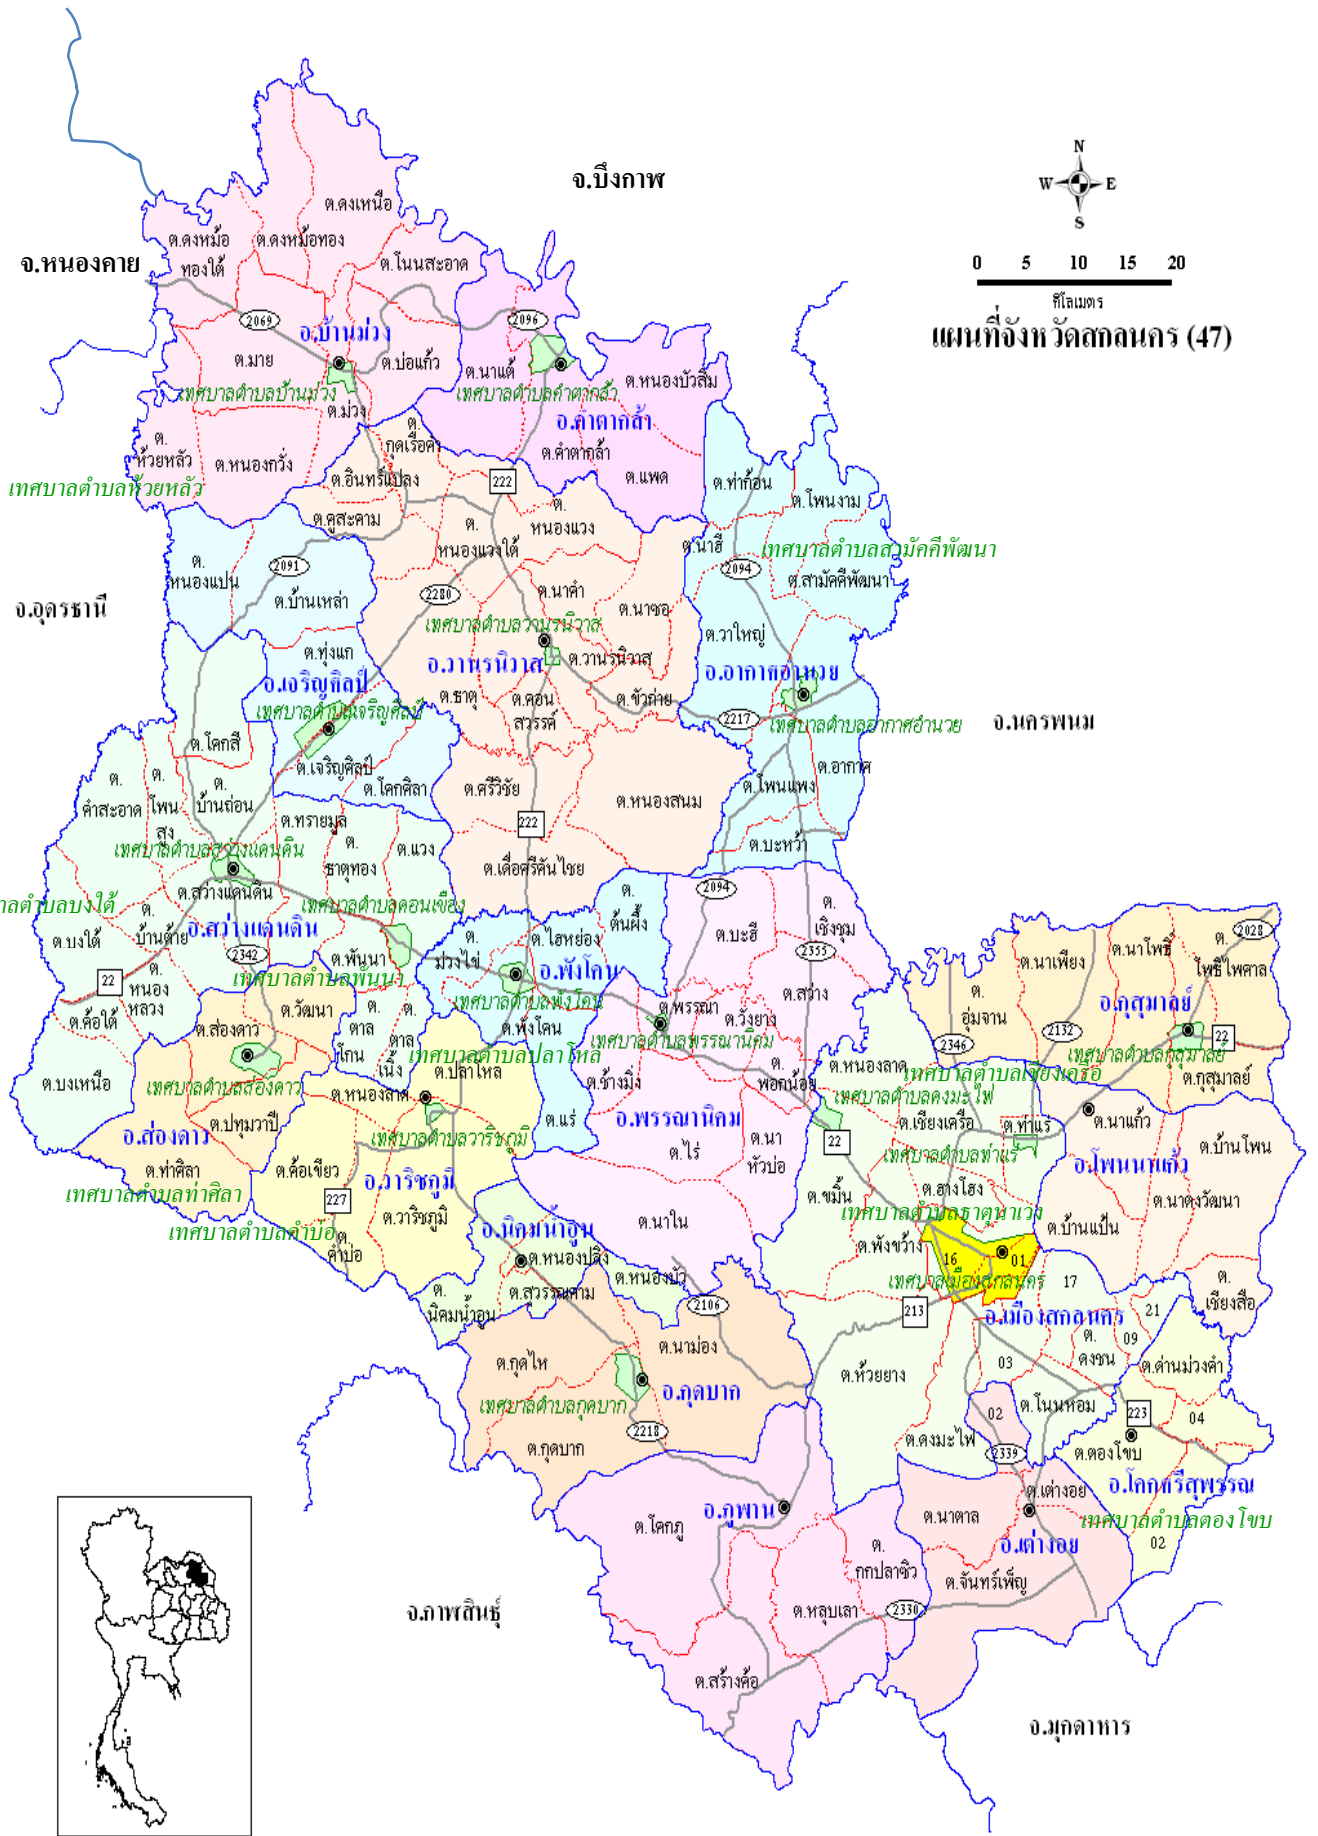 จ.บึงกาฬ
N
W E
S
0 5 10 15 20
กิโลเมตร
แผนที่จังหวัดสกลนคร (47)
จ.หนองคาย
ต.ดงเหนือ
ต.ดงหม้อ
ทองใต้
ต.ดงหม้อทอง
ต.โนนสะอาด
2069
อ.บ้านม่วง
2096
ต.มาย
ต.บ่อแก้ว
ต.นาแต้
ต.หนองบัวสิม
เทศบาลตำบลบ้านม่วง
เทศบาลตำบลคำตากล้า
ต.ม่วง
อ.คำตากล้า
ต.
กุดเรือคำ
ต.
ห้วยหลัว
ต.หนองกวั่ง
ต.คำตากล้า
ต.แพด
เทศบาลตำบลห้วยหลัว
ต.อินทร์แปลง
222
ต.ท่าก้อน
ต.โพนงาม
ต.คูสะคาม
ต.
หนองแวงใต้
ต.
หนองแวง
ต.นาฮี
เทศบาลตำบลสามัคคีพัฒนา
ต.
หนองแปน
2091
2094
ต.สามัคคีพัฒนา
ต.บ้านเหล่า
2280
ต.นาคำ
ต.นาซอ
อ.อุดรธานี
เทศบาลตำบลวานรนิวาส
ต.วาใหญ่
ต.ทุ่งแก
อ.วานรนิวาส
ต.วานรนิวาส
อ.อากาศอำนวย
อ.เจริญศิลป์
ต.ธาตุ
ต.คอน
สวรรค์
ต.ขัวก่าย
เทศบาลตำบลเจริญศิลป์
2217
เทศบาลตำบลอากาศอำนวย
อ.นครพนม
ต.โคกสี
ต.เจริญศิลป์
ต.โคกศิลา
ต.ศรีวิชัย
ต.หนองสนม
ต.โพนแพง
ต.อากาศ
ต.
คำสะอาด
ต.
โพน
สูง
ต.
บ้านถ่อน
ต.ทรายมูล
222
ต.บะหว้า
เทศบาลตำบลสว่างแดนดิน
ต.
ธาตุทอง
ต.แวง
ต.เดื่อศรีคันไชย
ต.สว่างแดนดิน
2094
าลตำบลบงใต้
เทศบาลตำบลดอนเขือง
ต.
ต้นผึ้ง
ต.
เชิงชุม
ต.บงใต้
ต.
บ้านต้าย
อ.สว่างแดนดิน
ต.
ม่วงไข่
ต.ไฮหย่อง
ต.บะฮี
2355
2028
22
ต.
หนอง
หลวง
2342
ต.พันนา
เทศบาลตำบลพันนา
อ.พังโคน
ต.นาเพียง
ต.นาโพธิ์
ต.
โพธิไพศาล
ต.ค้อใต้
ต.วัฒนา
เทศบาลตำบลพังโคน
ต.พรรณา
ต.สว่าง
ต.
อุ่มจาน
อ.กุสุมาลย์
ต.ส่องดาว
ต.
ตาล
โกน
ต.
ตาล
เนิ้ง
ต.พังโคน
ต.วังยาง
2346
2132
22
เทศบาลตำบลปลาโหล
เทศบาลตำบลพรรณานิคม
เทศบาลตำบลกุสุมาลย์
ต.บงเหนือ
เทศบาลตำบลส่องดาว
ต.ปลาโหล
ต.ช้างมิ่ง
ต.
พอกน้อย
ต.หนองลาด
เทศบาลตำบลเชียงเครือ
ต.กุสุมาลย์
ต.หนองลาด
เทศบาลตำบลดงมะไฟ
อ.ส่องดาว
ต.ปทุมวาปี
เทศบาลตำบลวาริชภูมิ
ต.แร่
อ.พรรณานิคม
ต.เชียงเครือ
ต.ท่าแร่
ต.นาแก้ว
22
เทศบาลตำบลท่าแร่
ต.ท่าศิลา
ต.ค้อเขียว
อ.วาริชภูมิ
ต.ไร่
ต.นา
หัวบ่อ
อ.โพนนาแก้ว
ต.บ้านโพน
เทศบาลตำบลท่าศิลา
227
ต.วาริชภูมิ
ต.ขมิ้น
ต.ฮางโฮง
ต.นาตงวัฒนา
เทศบาลตำบลคำบ่อ
ต.
คำบ่อ
อ.นิคมน้ำอูน
ต.นาใน
เทศบาลตำบลธาตุนาเวง
ต.บ้านแป้น
ต.หนองปลิง
ต.พังขว้าง
16
01
เทศบาลเมืองสกลนคร
17
ต.
เชียงสือ
ต.
นิคมน้ำอูน
ต.สุวรรณคาม
ต.หนองบัว
2106
213
อ.เมืองสกลนคร
21
09
ต.
ดงชน
ต.กุดไห
ต.นาม่อง
ต.ห้วยยาง
03
ต.ด่านม่วงคำ
อ.กุดบาก
เทศบาลตำบลกุดบาก
02
ต.โนนหอม
223
04
2218
ต.กุดบาก
ต.ดงมะไฟ
2339
ต.ตองโขบ
อ.โคกศรีสุพรรณ
อ.ภูพาน
ต.โคกภู
ต.นาตาล
ต.เต่างอย
เทศบาลตำบลตองโขบ
อ.เต่างอย
02
ต.
กกปลาซิว
ต.จันทร์เพ็ญ
จ.กาฬสินธุ์
ต.หลุบเลา
2330
ต.สร้างค้อ
อ.มุกดาหาร